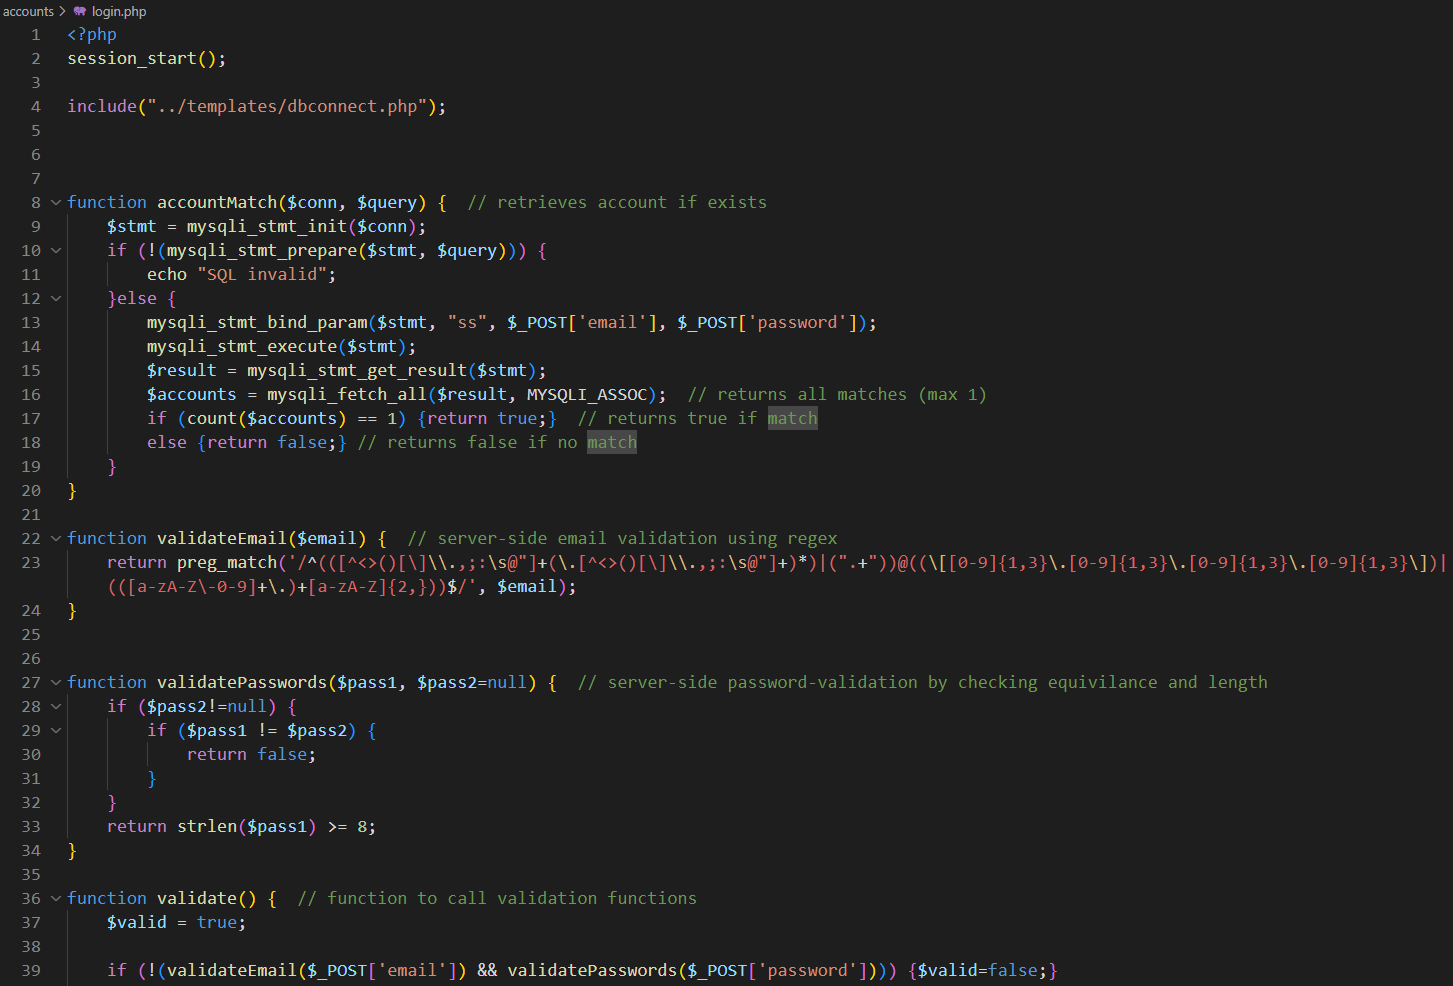 accounts > login.php
1 <?php
2 session_start();
3
4 include("../templates/dbconnect.php");
5
6
7
8 function accountMatch($conn, $query) {  // retrieves account if exists
9     $stmt = mysqli_stmt_init($conn);
10     if (!(mysqli_stmt_prepare($stmt, $query))) {
11         echo "SQL invalid";
12     }else {
13         mysqli_stmt_bind_param($stmt, "ss", $_POST['email'], $_POST['password']);
14         mysqli_stmt_execute($stmt);
15         $result = mysqli_stmt_get_result($stmt);
16         $accounts = mysqli_fetch_all($result, MYSQLI_ASSOC);  // returns all matches (max 1)
17         if (count($accounts) == 1) {return true;}  // returns true if match
18         else {return false;} // returns false if no match
19     }
20 }
21
22 function validateEmail($email) {  // server-side email validation using regex
23     return preg_match('/^(([^<>()[\]\\.,;:\s@"]+(\.[^<>()[\]\\.,;:\s@"]+)*)|(".+"))@((\[[0-9]{1,3}\.[0-9]{1,3}\.[0-9]{1,3}\.[0-9]{1,3}\])|
(([a-zA-Z\-0-9]+\.)+[a-zA-Z]{2,}))$/', $email);
24 }
25
26
27 function validatePasswords($pass1, $pass2=null) {  // server-side password-validation by checking equivilance and length
28     if ($pass2!=null) {
29         if ($pass1 != $pass2) {
30             return false;
31         }
32     }
33     return strlen($pass1) >= 8;
34 }
35
36 function validate() {  // function to call validation functions
37     $valid = true;
38
39     if (!(validateEmail($_POST['email']) && validatePasswords($_POST['password']))) {$valid=false;}